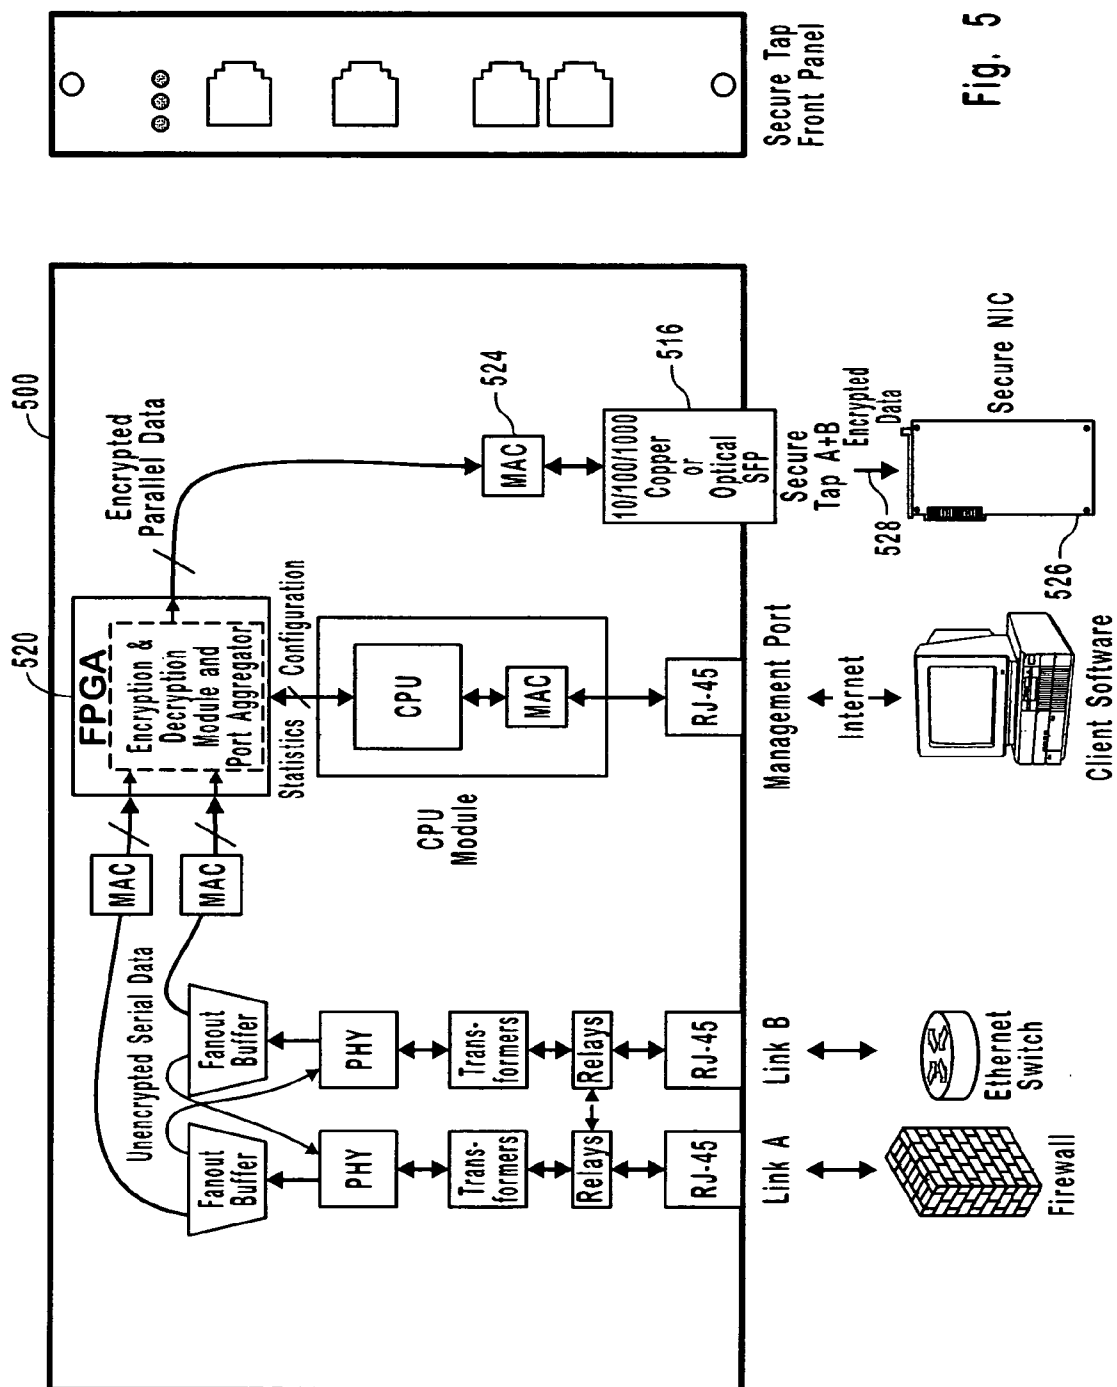 500
520
FPGA
Encryption &
Decryption
Module and
Port Aggregator
Encrypted
Parallel Data
MAC
524
10/100/1000
Copper
or
Optical
SFP
516
Statistics
Configuration
CPU
MAC
CPU
Module
RJ-45
MAC
MAC
Unencrypted Serial Data
Fanout
Buffer
Fanout
Buffer
PHY
PHY
Trans-
formers
Trans-
formers
Relays
Relays
RJ-45
RJ-45
Link A
Link B
Management Port
Secure
Tap A+B
Encrypted
Data
528
Internet
Firewall
Ethernet
Switch
Client Software
526
Secure NIC
Secure Tap
Front Panel
Fig. 5